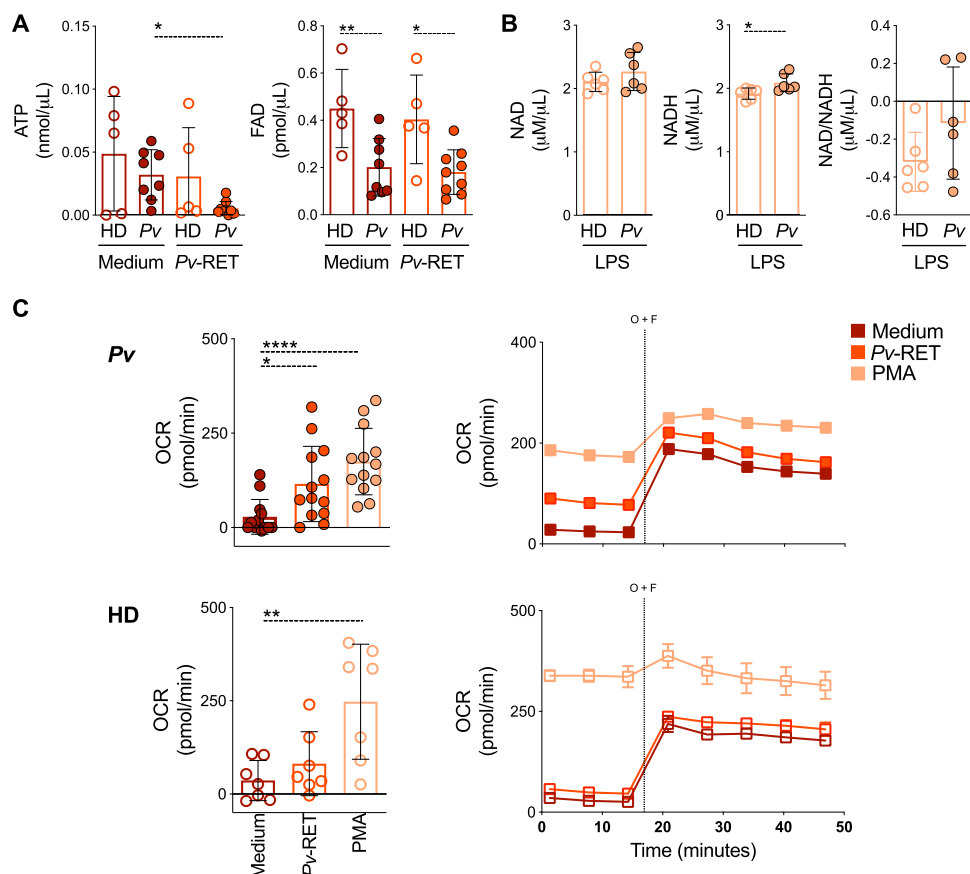 A
B
*
ATP
(nmol/μL)
0.15
0.10
0.05
0.00
HD Pv HD Pv
Medium Pv-RET
** *
FAD
(pmol/μL)
0.8
0.6
0.4
0.2
0.0
HD Pv HD Pv
Medium Pv-RET
NAD
(μM/μL)
3
2
1
0
HD Pv
LPS
*
NADH
(μM/μL)
3
2
1
0
HD Pv
LPS
NAD/NADH
(μM/μL)
0.4
0.2
0.0
-0.2
-0.4
-0.6
HD Pv
LPS
C
Pv
****
*
OCR
(pmol/min)
500
250
0
O + F
OCR
(pmol/min)
400
200
0
Medium
Pv-RET
PMA
HD
**
OCR
(pmol/min)
500
250
0
Medium
Pv-RET
PMA
O + F
OCR
(pmol/min)
500
250
0
0 10 20 30 40 50
Time (minutes)